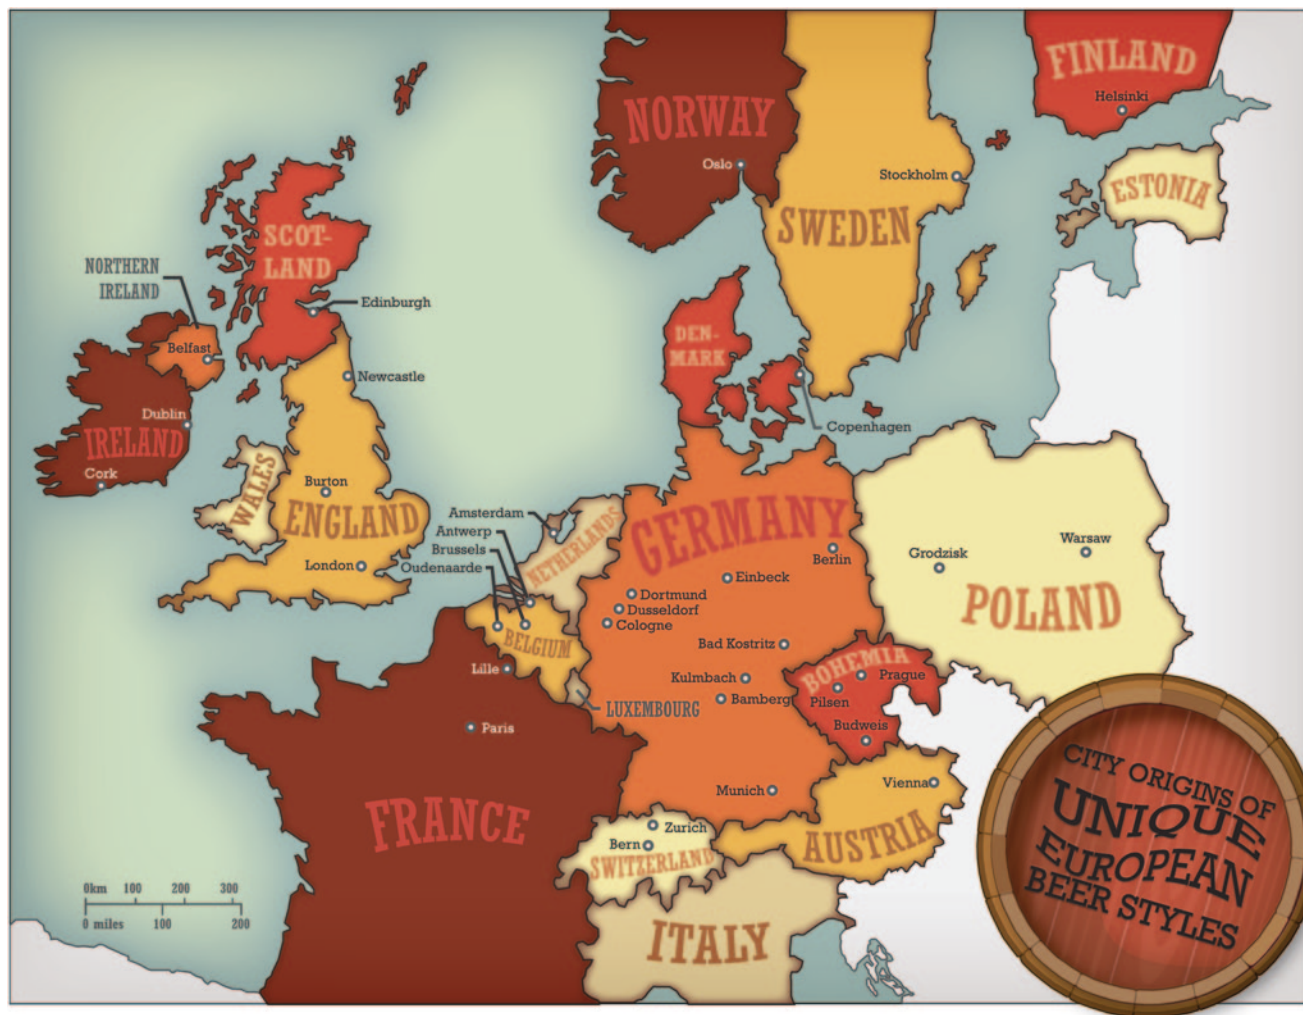 FINLAND
Helsinki
NORWAY
Oslo
Stockholm
SWEDEN
ESTONIA
SCOT-
LAND
NORTHERN
IRELAND
Edinburgh
DEN-
MARK
Belfast
Newcastle
Dublin
IRELAND
Copenhagen
Cork
WALES
Burton
ENGLAND
London
Amsterdam
Antwerp
Brussels
Oudenaarde
NETHERLANDS
GERMANY
Berlin
Einbeck
Dortmund
Dusseldorf
Cologne
Bad Kostritz
Kulmbach
Bamberg
Munich
Grodzisk
Warsaw
POLAND
BELGIUM
Lille
LUXEMBOURG
Paris
FRANCE
BOHEMIA
Prague
Pilsen
Budweis
Vienna
AUSTRIA
Zurich
Bern
SWITZERLAND
ITALY
0km 100 200 300
0 miles 100 200
CITY ORIGINS OF
UNIQUE
EUROPEAN
BEER STYLES